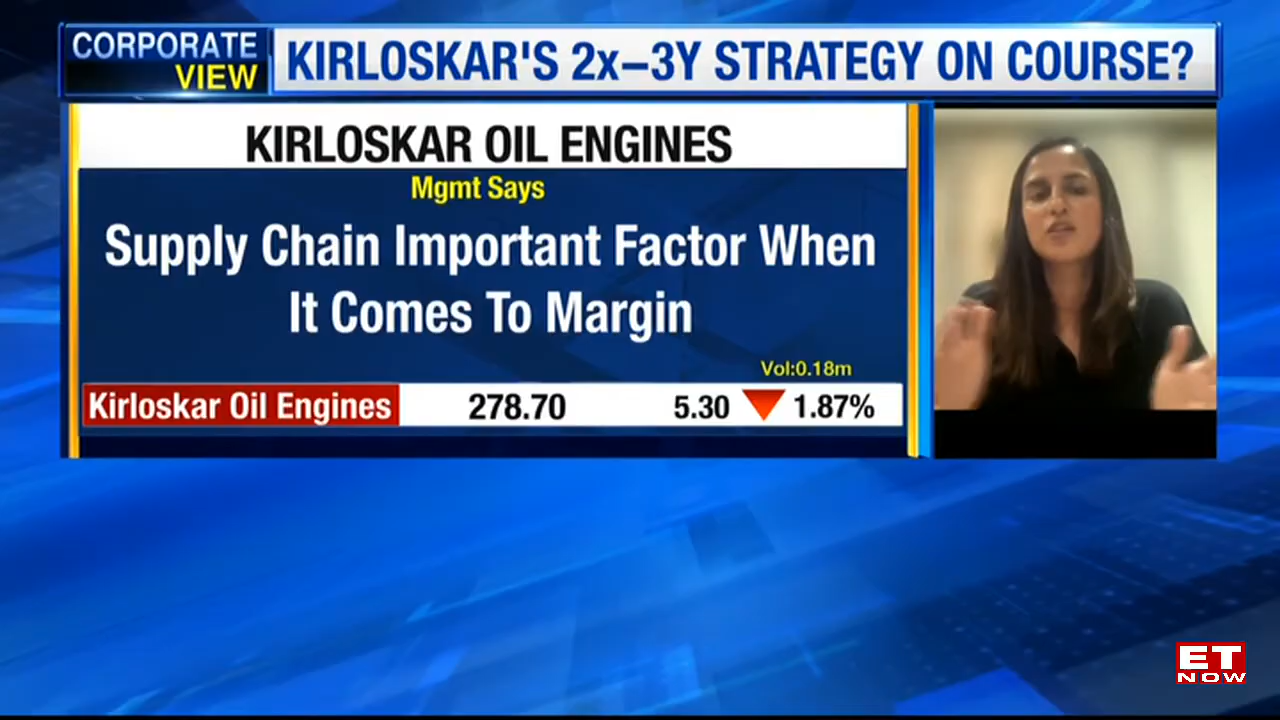 CORPORATE
VIEW
KIRLOSKAR'S 2x–3Y STRATEGY ON COURSE?
KIRLOSKAR OIL ENGINES
Mgmt Says
Supply Chain Important Factor When
It Comes To Margin
Vol:0.18m
Kirloskar Oil Engines 278.70 5.30 1.87%
ET
NOW